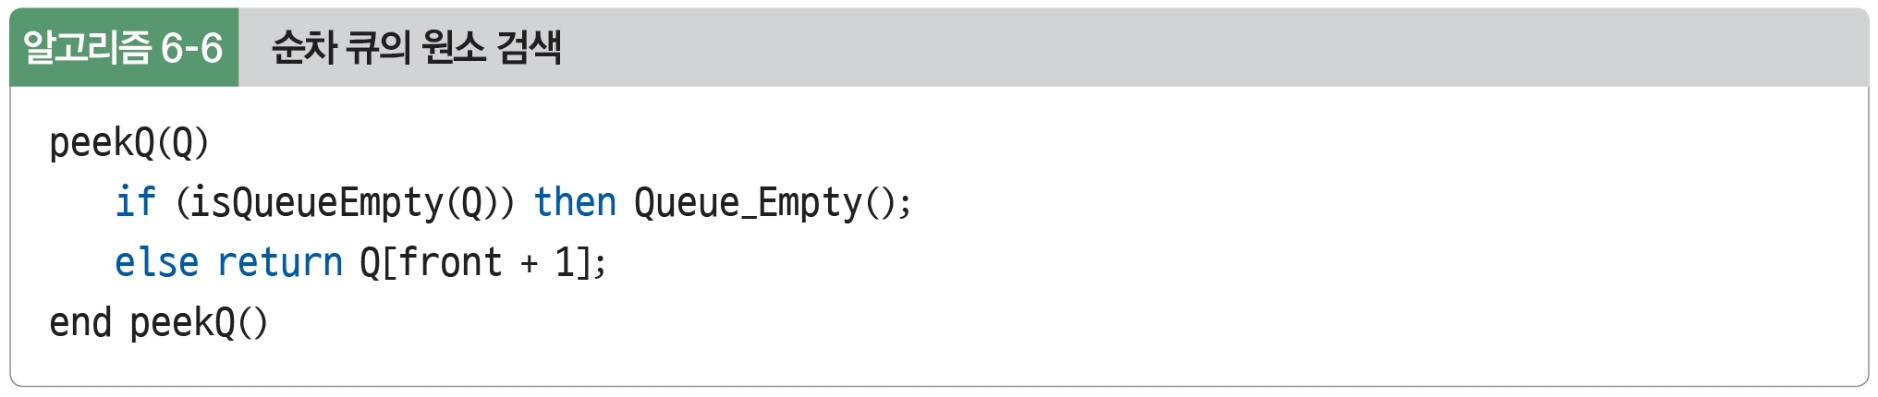 알고리즘 6-6 순차 큐의 원소 검색
peekQ(Q)
if (isQueueEmpty(Q)) then Queue_Empty();
else return Q[front + 1];
end peekQ()